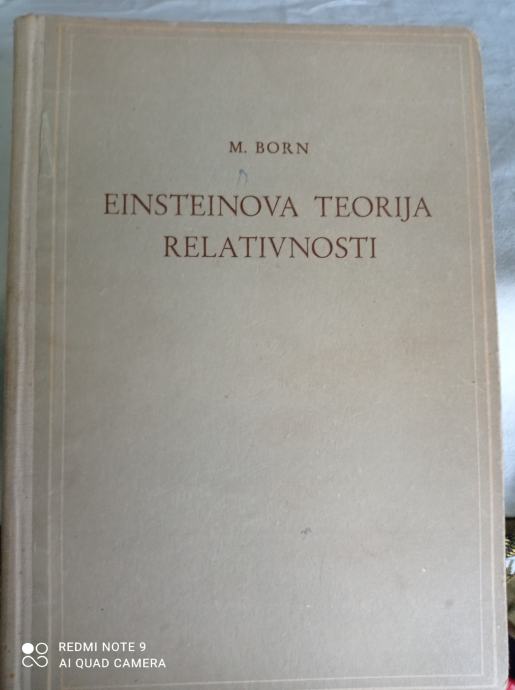 M. BORN
EINSTEINOVA TEORIJA
RELATIVNOSTI
REDMI NOTE 9
AI QUAD CAMERA